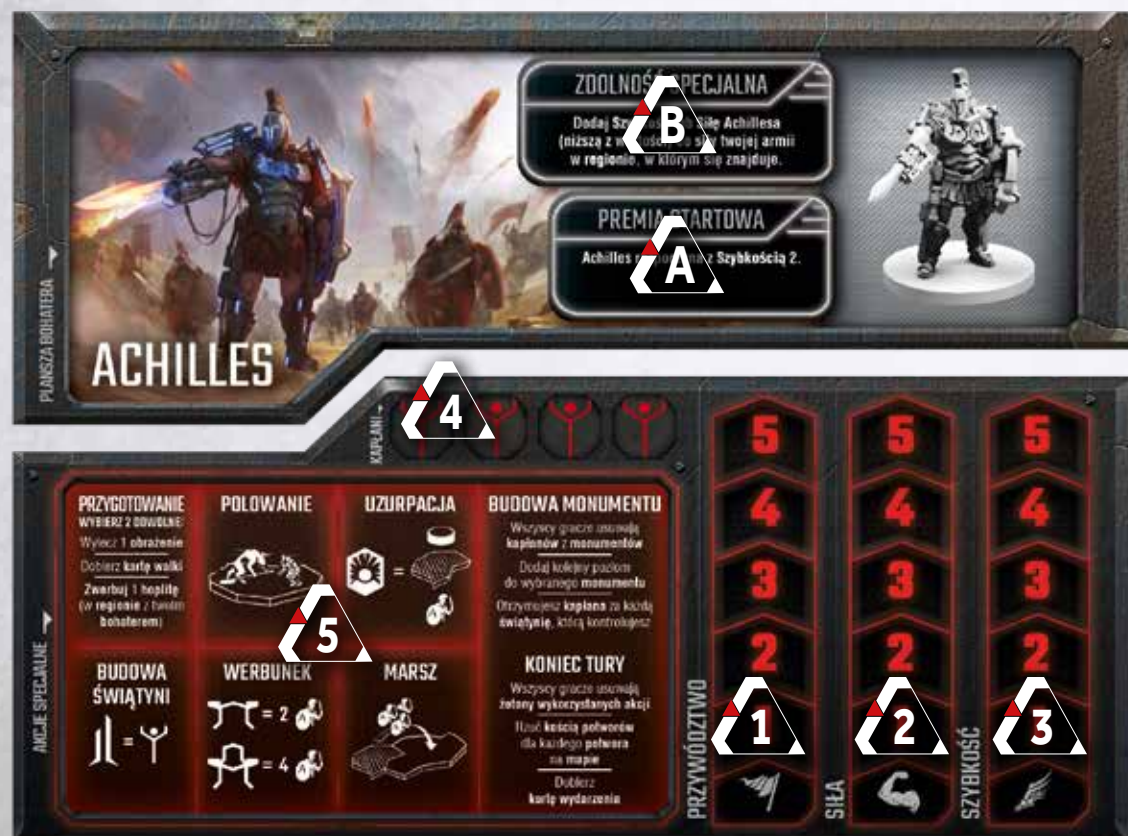 ZDOLNOŚĆ SPECJALNA
B
Dodaj Siłę Achillesa
(niższą z twojej armii
w regionie, w którym się znajduje.
PREMIA STARTOWA
A
Achilles z Szybkością 2.
PLANSZA BOHATERA
ACHILLES
KAPŁANI
4
PRZYGOTOWANIE
WYBIERZ 2 DOWOLNE:
Wylecz 1 obrażenie
Dobierz kartę walki
Zwerbuj 1 hoplitę
(w regionie z twoim
bohaterem)
POLOWANIE
UZURPACJA
=
BUDOWA MONUMENTU
Wszyscy gracze usuwają
kapłanów z monumentów
Dodaj kolejny poziom
do wybranego monumentu
Otrzymujesz kapłana za każdą
świątynię, którą kontrolujesz
5
AKCJE SPECJALNE
BUDOWA
ŚWIĄTYNI
=
WERBUNEK
= 2
= 4
MARSZ
KONIEC TURY
Wszyscy gracze usuwają
żetony wykorzystanych akcji
Rzuć kością potworów
dla każdego potwora
na mapie
Dobierz
kartę wydarzenia
PRZYWÓDZTWO
5
4
3
2
1
SIŁA
5
4
3
2
2
SZYBKOŚĆ
5
4
3
2
3